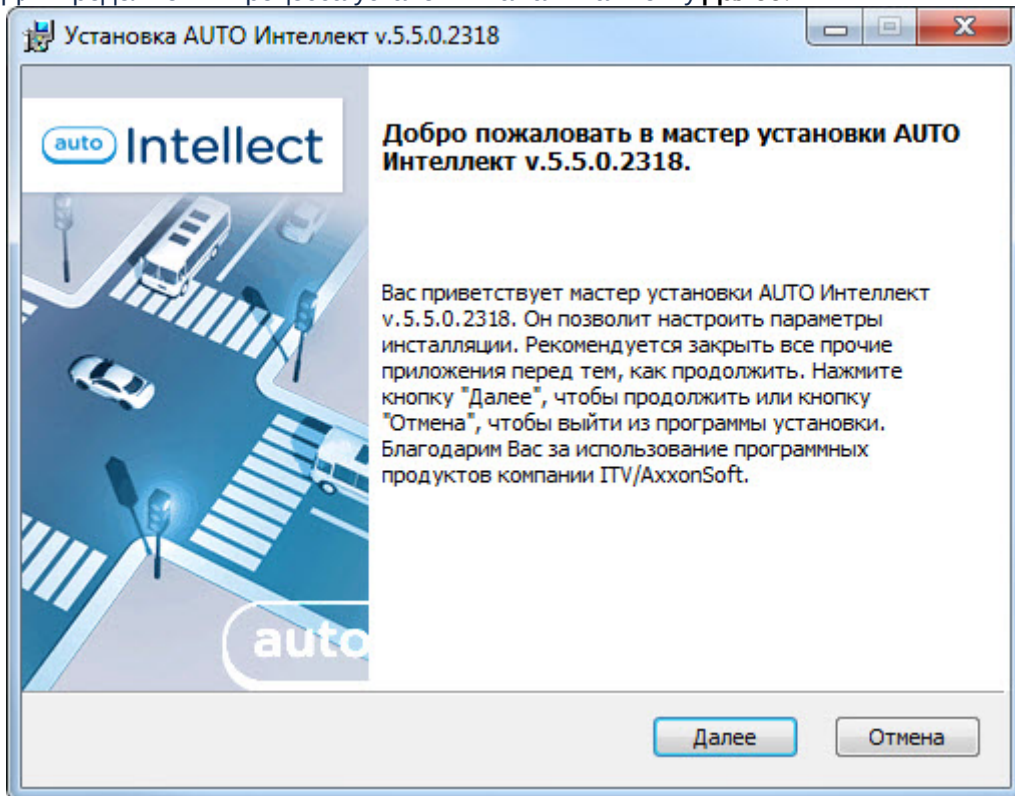 Установка AUTO Интеллект v.5.5.0.2318
auto Intellect
Добро пожаловать в мастер установки AUTO
Интеллект v.5.5.0.2318.
Вас приветствует мастер установки AUTO Интеллект
v.5.5.0.2318. Он позволит настроить параметры
инсталляции. Рекомендуется закрыть все прочие
приложения перед тем, как продолжить. Нажмите
кнопку "Далее", чтобы продолжить или кнопку
"Отмена", чтобы выйти из программы установки.
Благодарим Вас за использование программных
продуктов компании ITV/AxxonSoft.
auto
Далее
Отмена